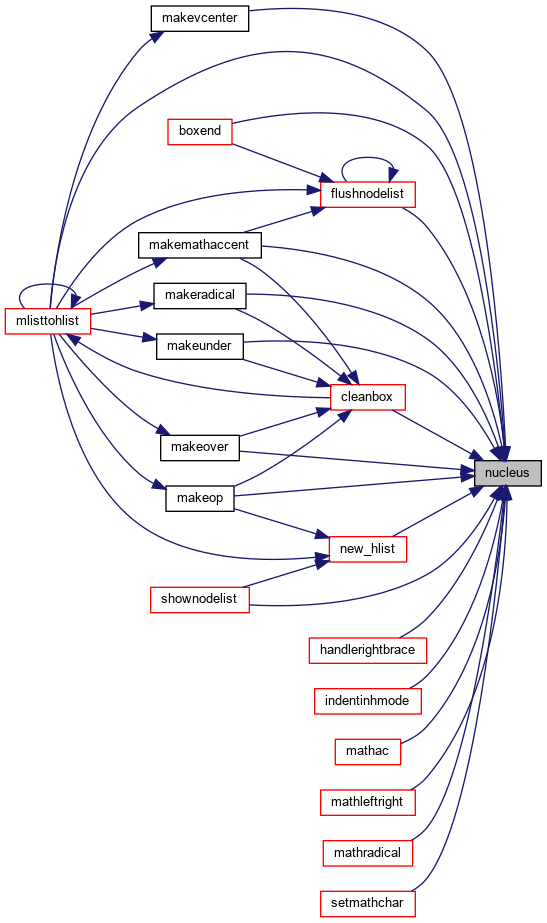 makevcenter
boxend
flushnodelist
makemathaccent
makeradical
mlisttohlist
makeunder
cleanbox
makeover
nucleus
makeop
new_hlist
shownodelist
handlerightbrace
indentinhmode
mathac
mathleftright
mathradical
setmathchar